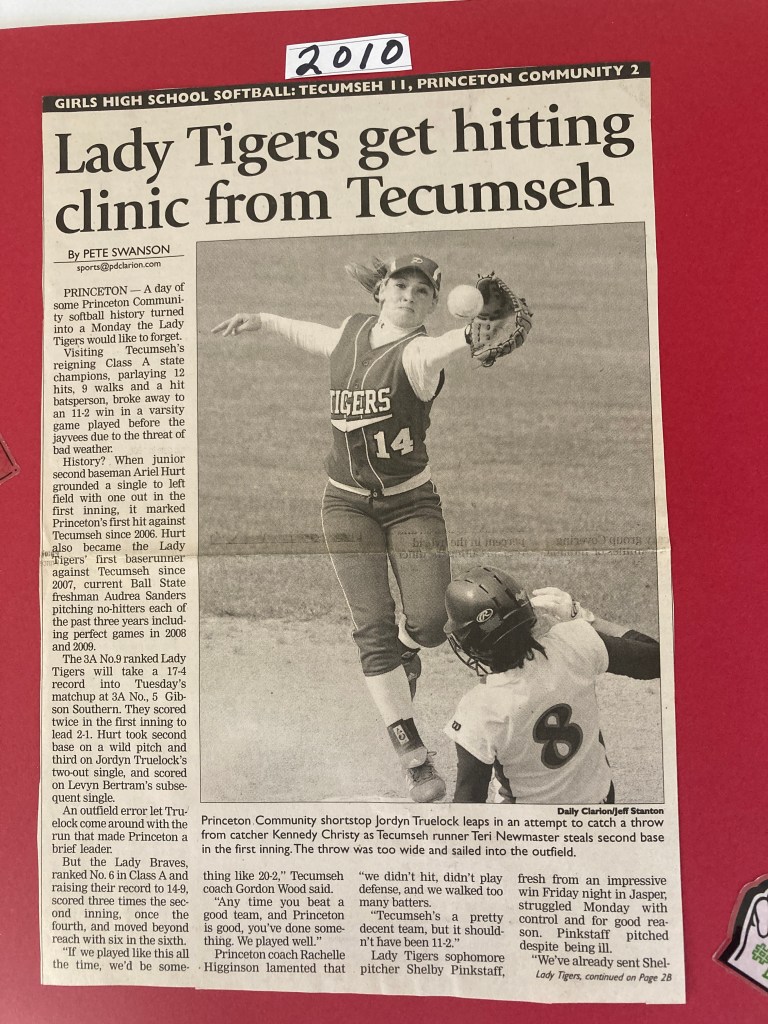 2010
GIRLS HIGH SCHOOL SOFTBALL: TECUMSEH 11, PRINCETON COMMUNITY 2
Lady Tigers get hitting
clinic from Tecumseh
By PETE SWANSON
sports@pdclarion.com
PRINCETON — A day of
some Princeton Communi-
ty softball history turned
into a Monday the Lady
Tigers would like to forget.
Visiting Tecumseh's
reigning Class A state
champions, parlaying 12
hits, 9 walks and a hit
batsperson, broke away to
an 11-2 win in a varsity
game played before the
jayvees due to the threat of
bad weather.
History? When junior
second baseman Ariel Hurt
grounded a single to left
field with one out in the
first inning, it marked
Princeton's first hit against
Tecumseh since 2006. Hurt
also became the Lady
Tigers' first baserunner
against Tecumseh since
2007, current Ball State
freshman Audrea Sanders
pitching no-hitters each of
the past three years includ-
ing perfect games in 2008
and 2009.
The 3A No.9 ranked Lady
Tigers will take a 17-4
record into Tuesday's
matchup at 3A No., 5 Gib-
son Southern. They scored
twice in the first inning to
lead 2-1. Hurt took second
base on a wild pitch and
third on Jordyn Truelock's
two-out single, and scored
on Levyn Bertram's subse-
quent single.
An outfield error let Tru-
elock come around with the
run that made Princeton a
brief leader.
But the Lady Braves,
ranked No. 6 in Class A and
raising their record to 14-9,
scored three times the sec-
ond inning, once the
fourth, and moved beyond
reach with six in the sixth.
"If we played like this all
the time, we'd be some-
P
TIGERS
14
8
Daily Clarion/Jeff Stanton
Princeton Community shortstop Jordyn Truelock leaps in an attempt to catch a throw
from catcher Kennedy Christy as Tecumseh runner Teri Newmaster steals second base
in the first inning. The throw was too wide and sailed into the outfield.
thing like 20-2," Tecumseh
coach Gordon Wood said.
"Any time you beat a
good team, and Princeton
is good, you've done some-
thing. We played well."
Princeton coach Rachelle
Higginson lamented that
"we didn't hit, didn't play
defense, and we walked too
many batters.
"Tecumseh's a pretty
decent team, but it should-
n't have been 11-2."
Lady Tigers sophomore
pitcher Shelby Pinkstaff,
fresh from an impressive
win Friday night in Jasper,
struggled Monday with
control and for good rea-
son. Pinkstaff pitched
despite being ill.
"We've already sent Shel-
Lady Tigers, continued on Page 2B